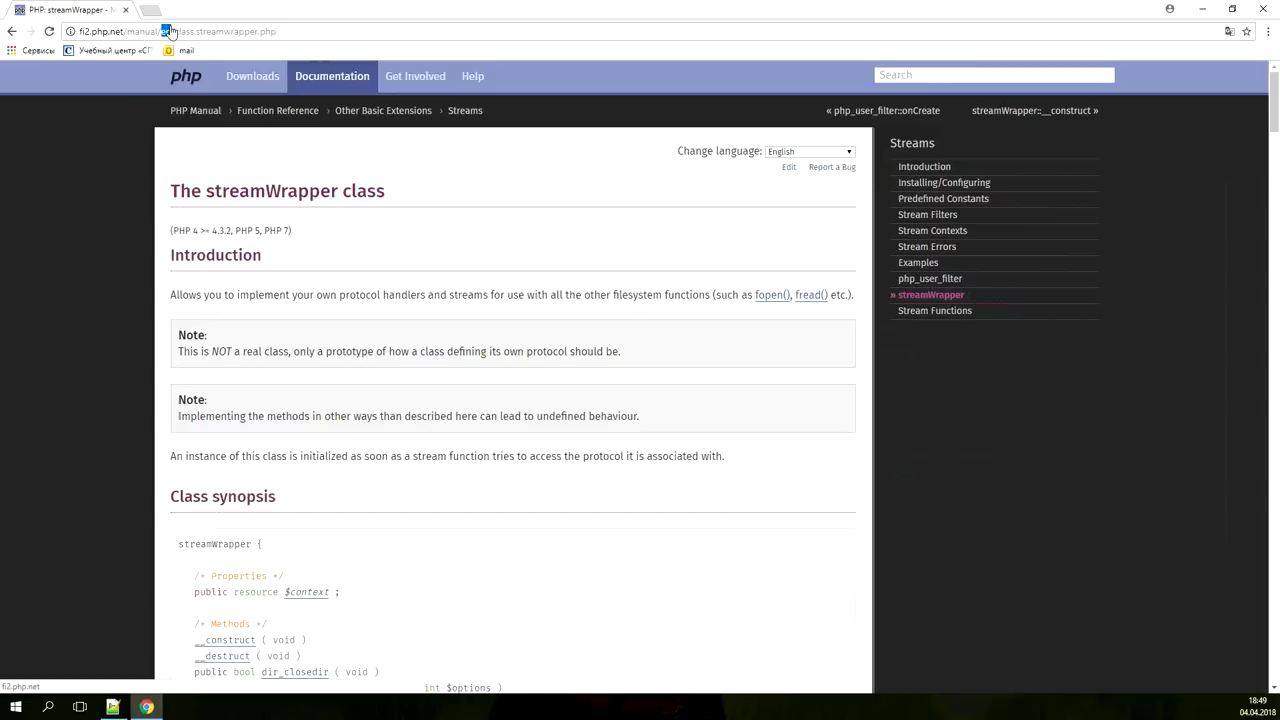 PHP: streamWrapper - M
fi2.php.net/manual/en/class.streamwrapper.php
Сервисы Учебный центр «СП mail
php Downloads Documentation Get Involved Help Search
PHP Manual › Function Reference › Other Basic Extensions › Streams « php_user_filter::onCreate streamWrapper::__construct »
Change language: English
Edit Report a Bug
The streamWrapper class
(PHP 4 >= 4.3.2, PHP 5, PHP 7)
Introduction
Allows you to implement your own protocol handlers and streams for use with all the other filesystem functions (such as fopen(), fread() etc.).
Note:
This is NOT a real class, only a prototype of how a class defining its own protocol should be.
Note:
Implementing the methods in other ways than described here can lead to undefined behaviour.
An instance of this class is initialized as soon as a stream function tries to access the protocol it is associated with.
Class synopsis
streamWrapper {
/* Properties */
public resource $context ;
/* Methods */
__construct ( void )
__destruct ( void )
public bool dir_closedir ( void )
int $options )
Streams
Introduction
Installing/Configuring
Predefined Constants
Stream Filters
Stream Contexts
Stream Errors
Examples
php_user_filter
» streamWrapper
Stream Functions
fi2.php.net
18:49
04.04.2018